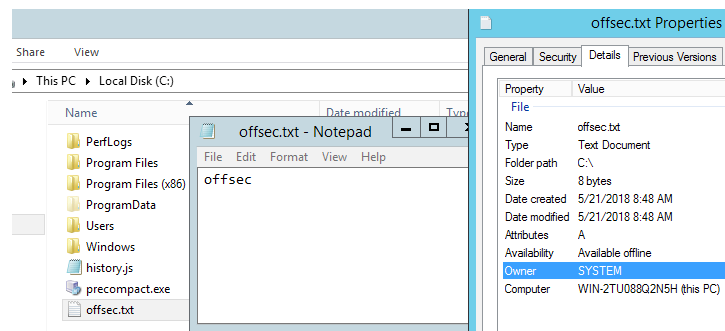 offsec.txt Properties
Share View
General Security Details Previous Versions
This PC Local Disk (C:)
Name Date modified
PerfLogs
Program Files
Program Files (x86)
ProgramData
Users
Windows
history.js
precompact.exe
offsec.txt
offsec.txt - Notepad
File Edit Format View Help
offsec
Property Value
File
Name offsec.txt
Type Text Document
Folder path C:\
Size 8 bytes
Date created 5/21/2018 8:48 AM
Date modified 5/21/2018 8:48 AM
Attributes A
Availability Available offline
Owner SYSTEM
Computer WIN-2TU088Q2N5H (this PC)